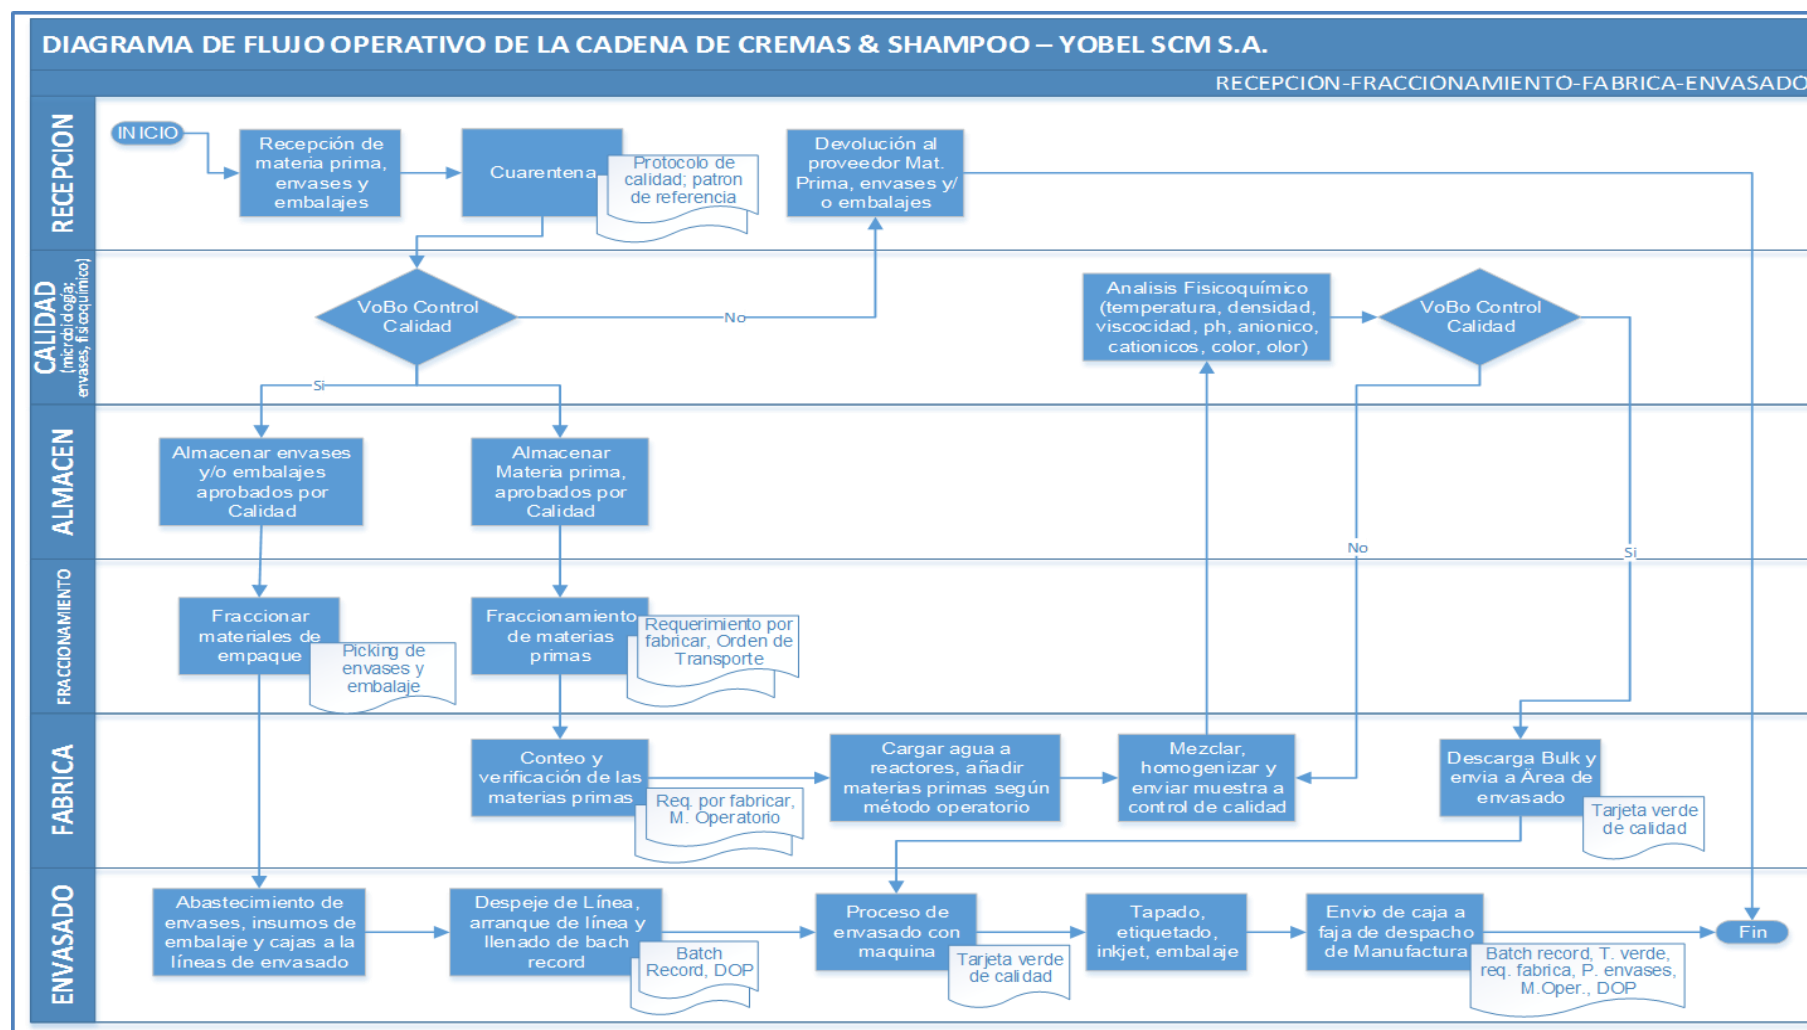 DIAGRAMA DE FLUJO OPERATIVO DE LA CADENA DE CREMAS & SHAMPOO – YOBEL SCM S.A.
RECEPCION-FRACCIONAMIENTO-FABRICA-ENVASADO
RECEPCION
INICIO
Recepción de
materia prima,
envases y
embalajes
Cuarentena
Protocolo de
calidad; patron
de referencia
Devolución al
proveedor Mat.
Prima, envases y/
o embalajes
CALIDAD
(microbiología;
envases, fisicoquímico)
VoBo Control
Calidad
No
Si
Analisis Fisicoquímico
(temperatura, densidad,
viscocidad, ph, anionico,
cationicos, color, olor)
VoBo Control
Calidad
No
Si
ALMACEN
Almacenar envases
y/o embalajes
aprobados por
Calidad
Almacenar
Materia prima,
aprobados por
Calidad
FRACCIONAMIENTO
Fraccionar
materiales de
empaque
Picking de
envases y
embalaje
Fraccionamiento
de materias
primas
Requerimiento por
fabricar, Orden de
Transporte
FABRICA
Conteo y
verificación de las
materias primas
Req. por fabricar,
M. Operatorio
Cargar agua a
reactores, añadir
materias primas según
método operatorio
Mezclar,
homogenizar y
enviar muestra a
control de calidad
Descarga Bulk y
envia a Ärea de
envasado
Tarjeta verde
de calidad
ENVASADO
Abastecimiento de
envases, insumos de
embalaje y cajas a la
líneas de envasado
Despeje de Línea,
arranque de línea y
llenado de bach
record
Batch
Record, DOP
Proceso de
envasado con
maquina
Tarjeta verde
de calidad
Tapado,
etiquetado,
inkjet, embalaje
Envio de caja a
faja de despacho
de Manufactura
Batch record, T. verde,
req. fabrica, P. envases,
M.Oper., DOP
Fin